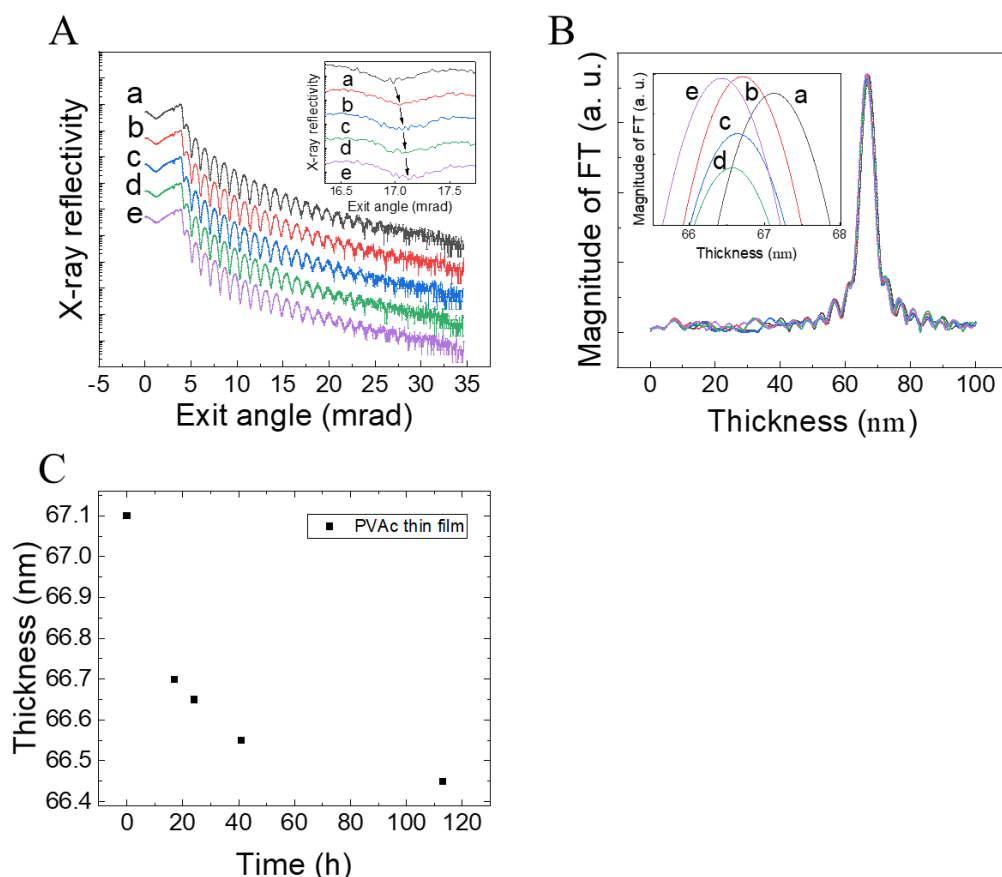 A
X-ray reflectivity
a
b
c
d
e
-5 0 5 10 15 20 25 30 35
Exit angle (mrad)
X-ray reflectivity
a
b
c
d
e
16.5 17.0 17.5
Exit angle (mrad)
B
Magnitude of FT (a. u.)
0 20 40 60 80 100
Thickness (nm)
Magnitude of FT (a. u.)
e b a
c
d
66 67 68
Thickness (nm)
C
Thickness (nm)
67.1
67.0
66.9
66.8
66.7
66.6
66.5
66.4
PVAc thin film
0 20 40 60 80 100 120
Time (h)